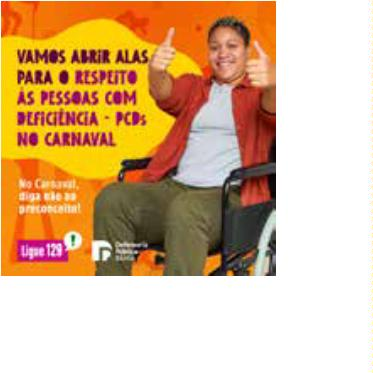 VAMOS ABRIR ALAS
PARA O RESPEITO
ÀS PESSOAS COM
DEFICIÊNCIA - PCDs
NO CARNAVAL
No Carnaval,
diga não ao
preconceito!
Ligue 129
!
Defensoria
Pública